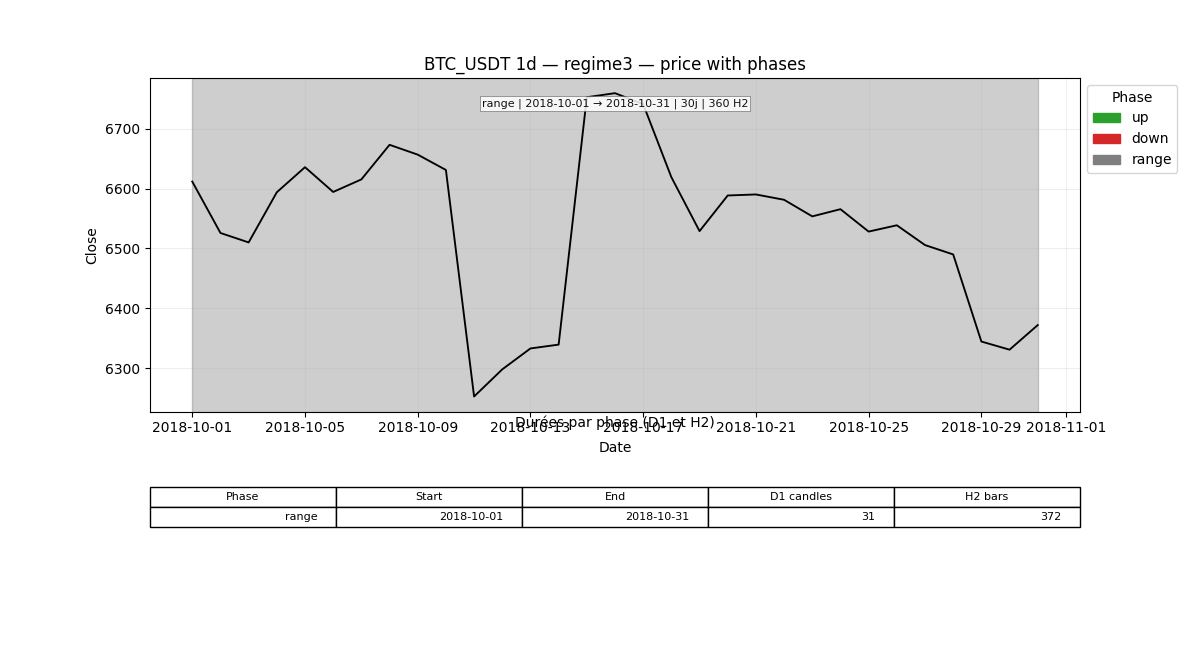 BTC_USDT 1d — regime3 — price with phases
range | 2018-10-01 → 2018-10-31 | 30j | 360 H2
Phase
up
down
range
Close
6700
6600
6500
6400
6300
Durées par phase (D1 et H2)
2018-10-01 2018-10-05 2018-10-09 2018-10-13 2018-10-17 2018-10-21 2018-10-25 2018-10-29 2018-11-01
Date
Phase Start End D1 candles H2 bars
range 2018-10-01 2018-10-31 31 372